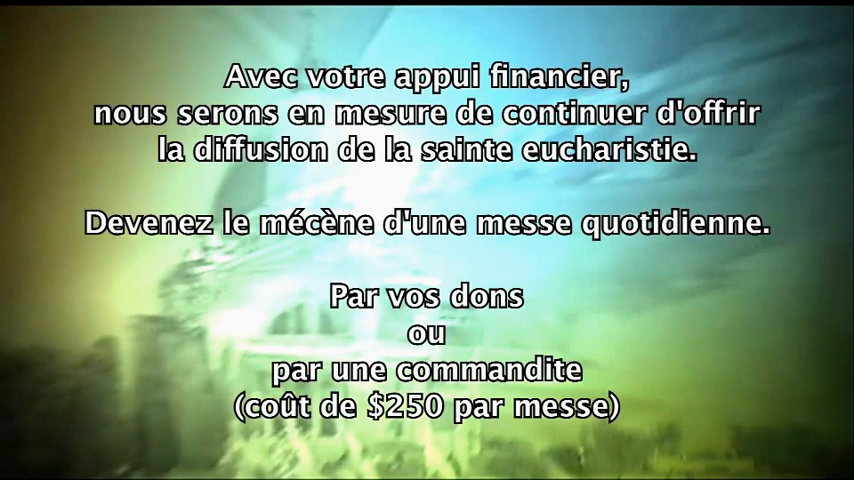 Avec votre appui financier,
nous serons en mesure de continuer d'offrir
la diffusion de la sainte eucharistie.
Devenez le mécène d'une messe quotidienne.
Par vos dons
ou
par une commandite
(coût de $250 par messe)